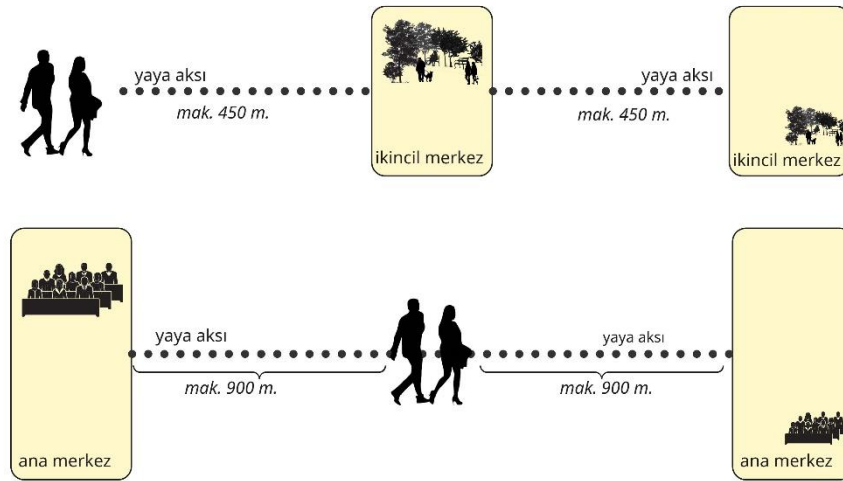 yaya aksı
mak. 450 m.
ikincil merkez
yaya aksı
mak. 450 m.
ikincil merkez
ana merkez
yaya aksı
mak. 900 m.
yaya aksı
mak. 900 m.
ana merkez